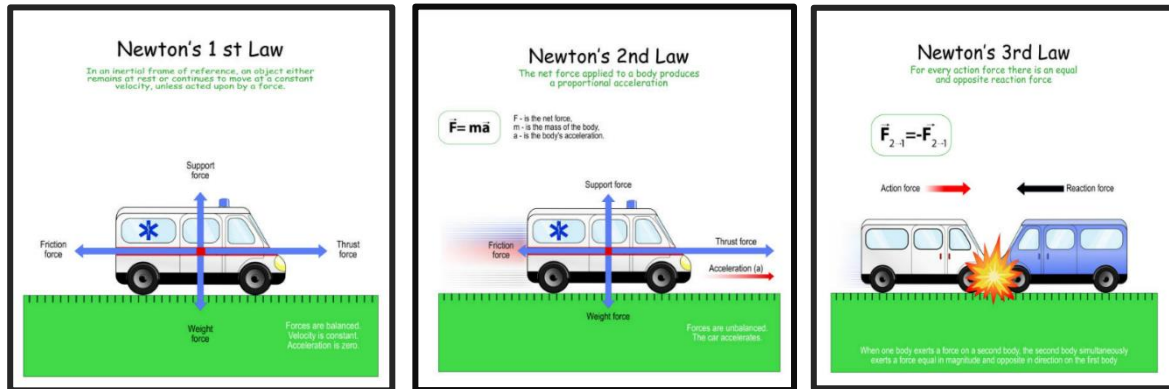 Newton's 1 st Law
In an inertial frame of reference, an object either
remains at rest or continues to move at a constant
velocity, unless acted upon by a force.
Support
force
Friction
force
Thrust
force
Weight
force
Forces are balanced.
Velocity is constant.
Acceleration is zero.
Newton's 2nd Law
The net force applied to a body produces
a proportional acceleration
F= ma
F - is the net force,
m - is the mass of the body,
a - is the body's acceleration.
Support force
Friction
force
Thrust force
Acceleration (a)
Weight force
Forces are unbalanced.
The car accelerates.
Newton's 3rd Law
For every action force there is an equal
and opposite reaction force
F2→1=-F2→1
Action force
Reaction force
When one body exerts a force on a second body, the second body simultaneously
exerts a force equal in magnitude and opposite in direction on the first body